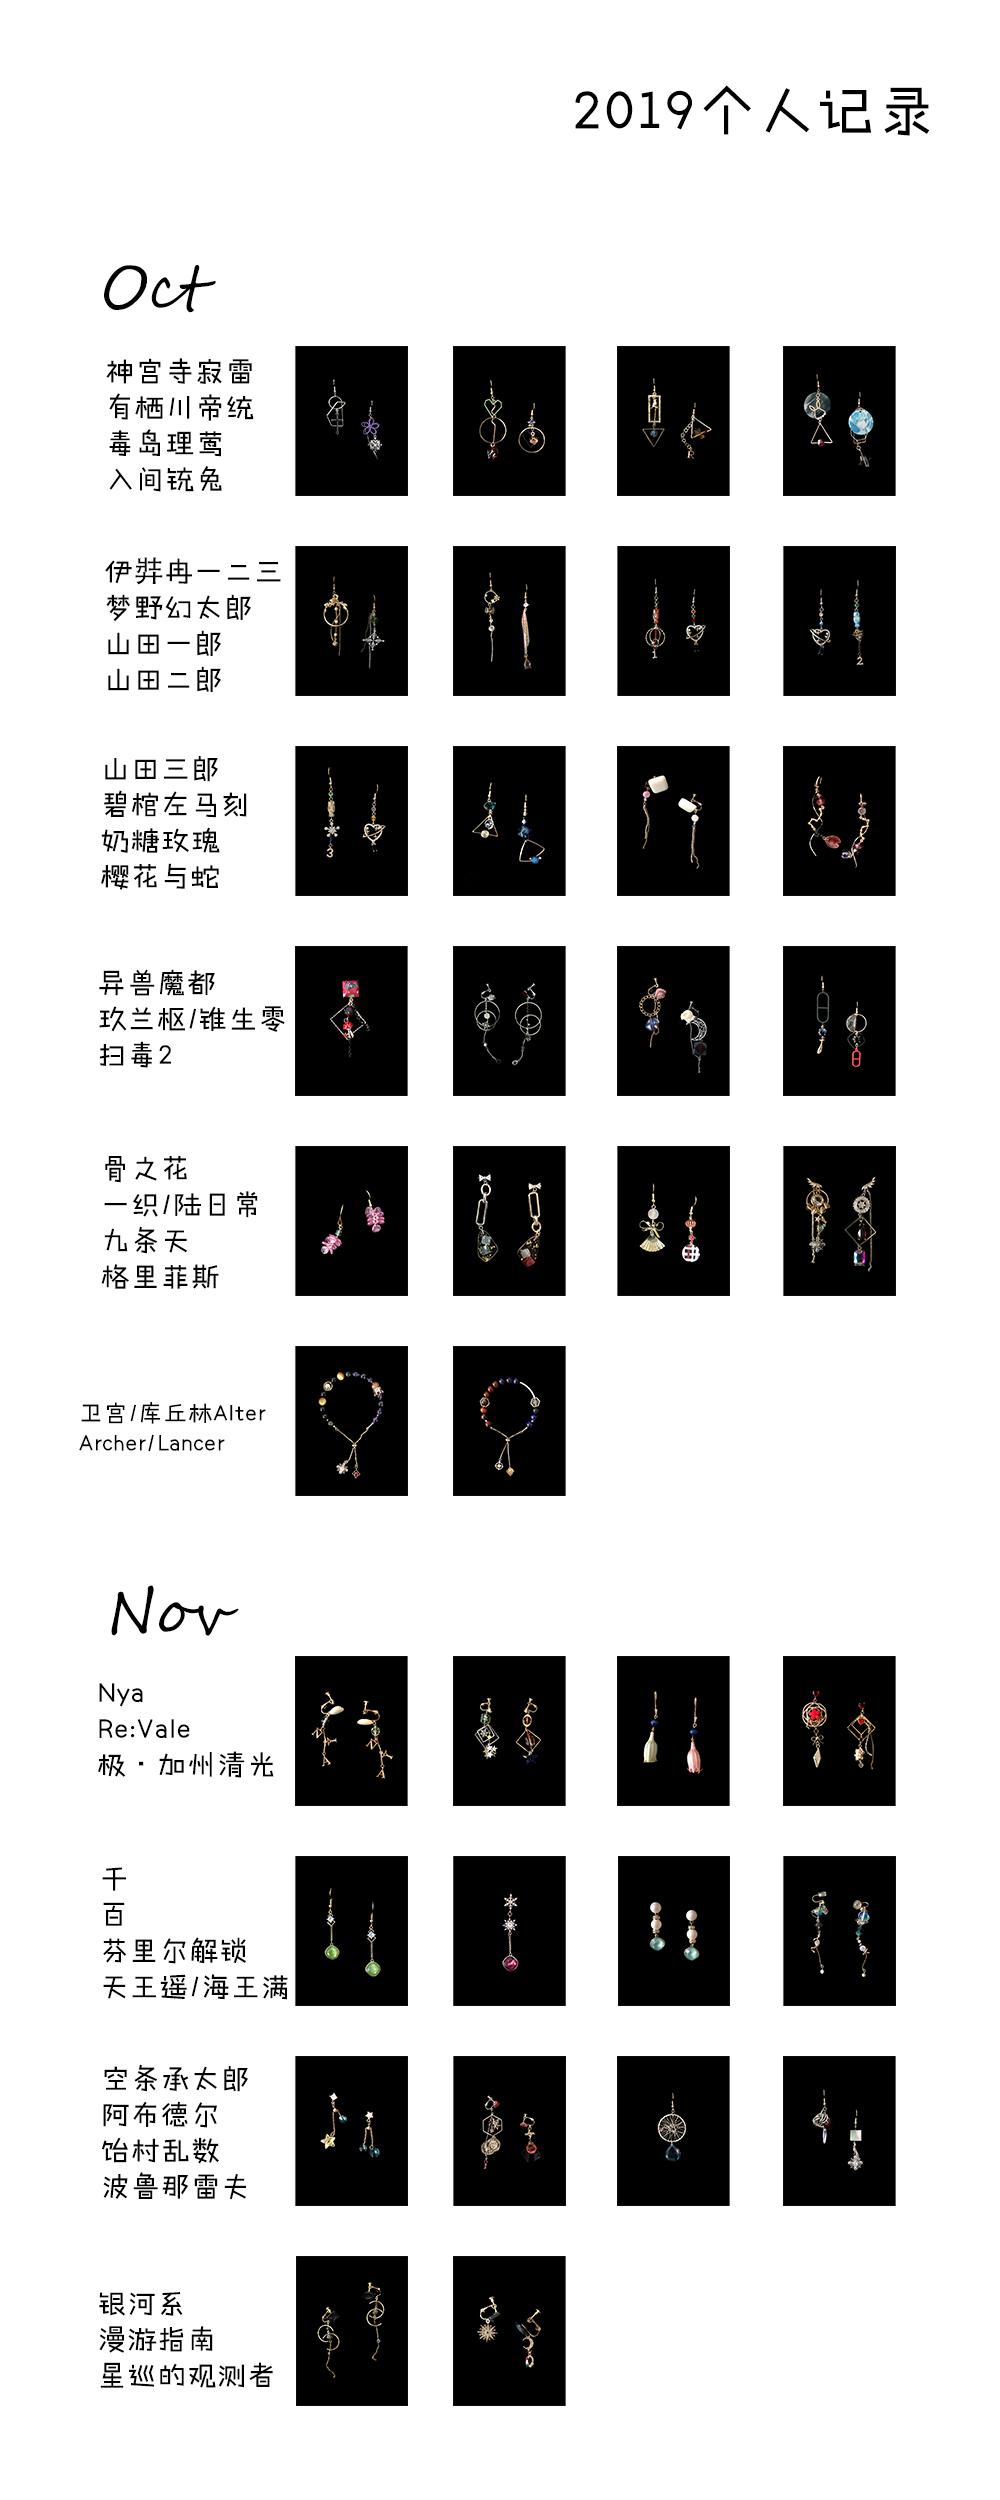 2019个人记录
Oct
神宫寺寂雷
有栖川帝统
毒岛理莺
入间铳兔
伊弉冉一二三
梦野幻太郎
山田一郎
山田二郎
山田三郎
碧棺左马刻
奶糖玫瑰
樱花与蛇
异兽魔都
玖兰枢/锥生零
扫毒2
骨之花
一织/陆日常
九条天
格里菲斯
卫宫/库丘林Alter
Archer/Lancer
Nov
Nya
Re:Vale
极·加州清光
千
百
芬里尔解锁
天王遥/海王满
空条承太郎
阿布德尔
饴村乱数
波鲁那雷夫
银河系
漫游指南
星巡的观测者